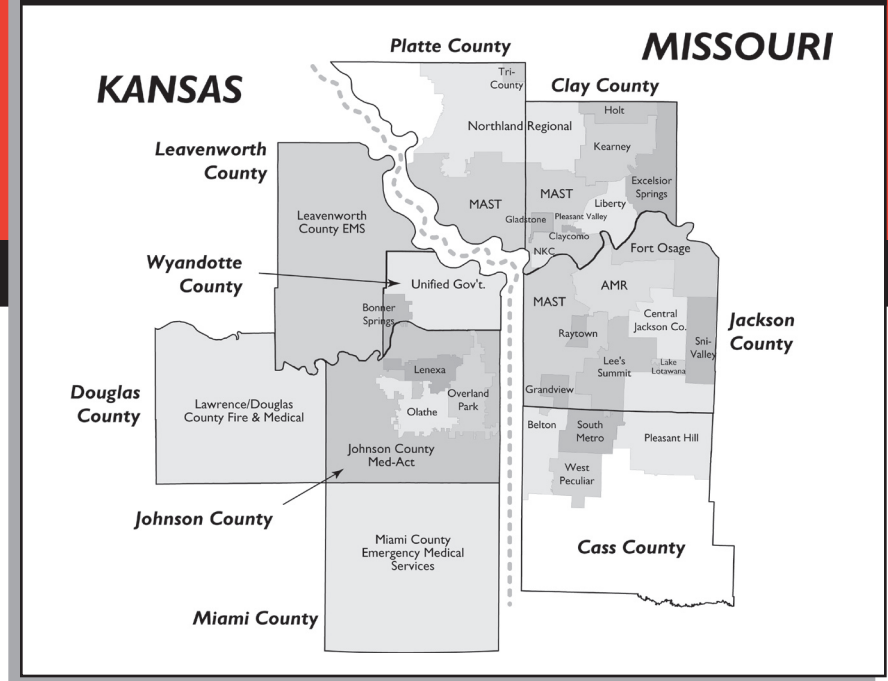 MISSOURI
KANSAS
Platte County
Clay County
Tri-
County
Holt
Northland Regional
Kearney
Leavenworth
County
Excelsior
Springs
MAST
MAST
Liberty
Leavenworth
County EMS
Gladstone
Pleasant Valley
Claycomo
NKC
Fort Osage
Wyandotte
County
Unified Gov't.
AMR
MAST
Bonner
Springs
Central
Jackson Co.
Jackson
County
Raytown
Sni-
Valley
Lee's
Summit
Lake
Lotawana
Lenexa
Grandview
Douglas
County
Overland
Park
Lawrence/Douglas
County Fire & Medical
Olathe
Belton
South
Metro
Pleasant Hill
Johnson County
Med-Act
West
Peculiar
Johnson County
Miami County
Emergency Medical
Services
Cass County
Miami County